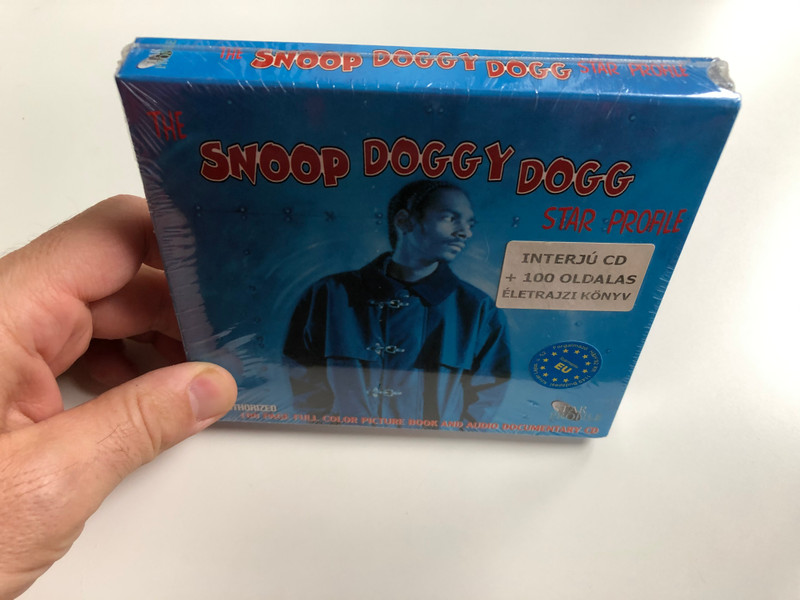 THE SNOOP DOGGY DOGG STAR PROFILE
THE
SNOOP DOGGY DOGG
STAR PROFILE
INTERJÚ CD
+ 100 OLDALAS
ÉLETRAJZI KÖNYV
EU
STAR
FULL COLOR PICTURE BOOK AND AUDIO DOCUMENTARY CD